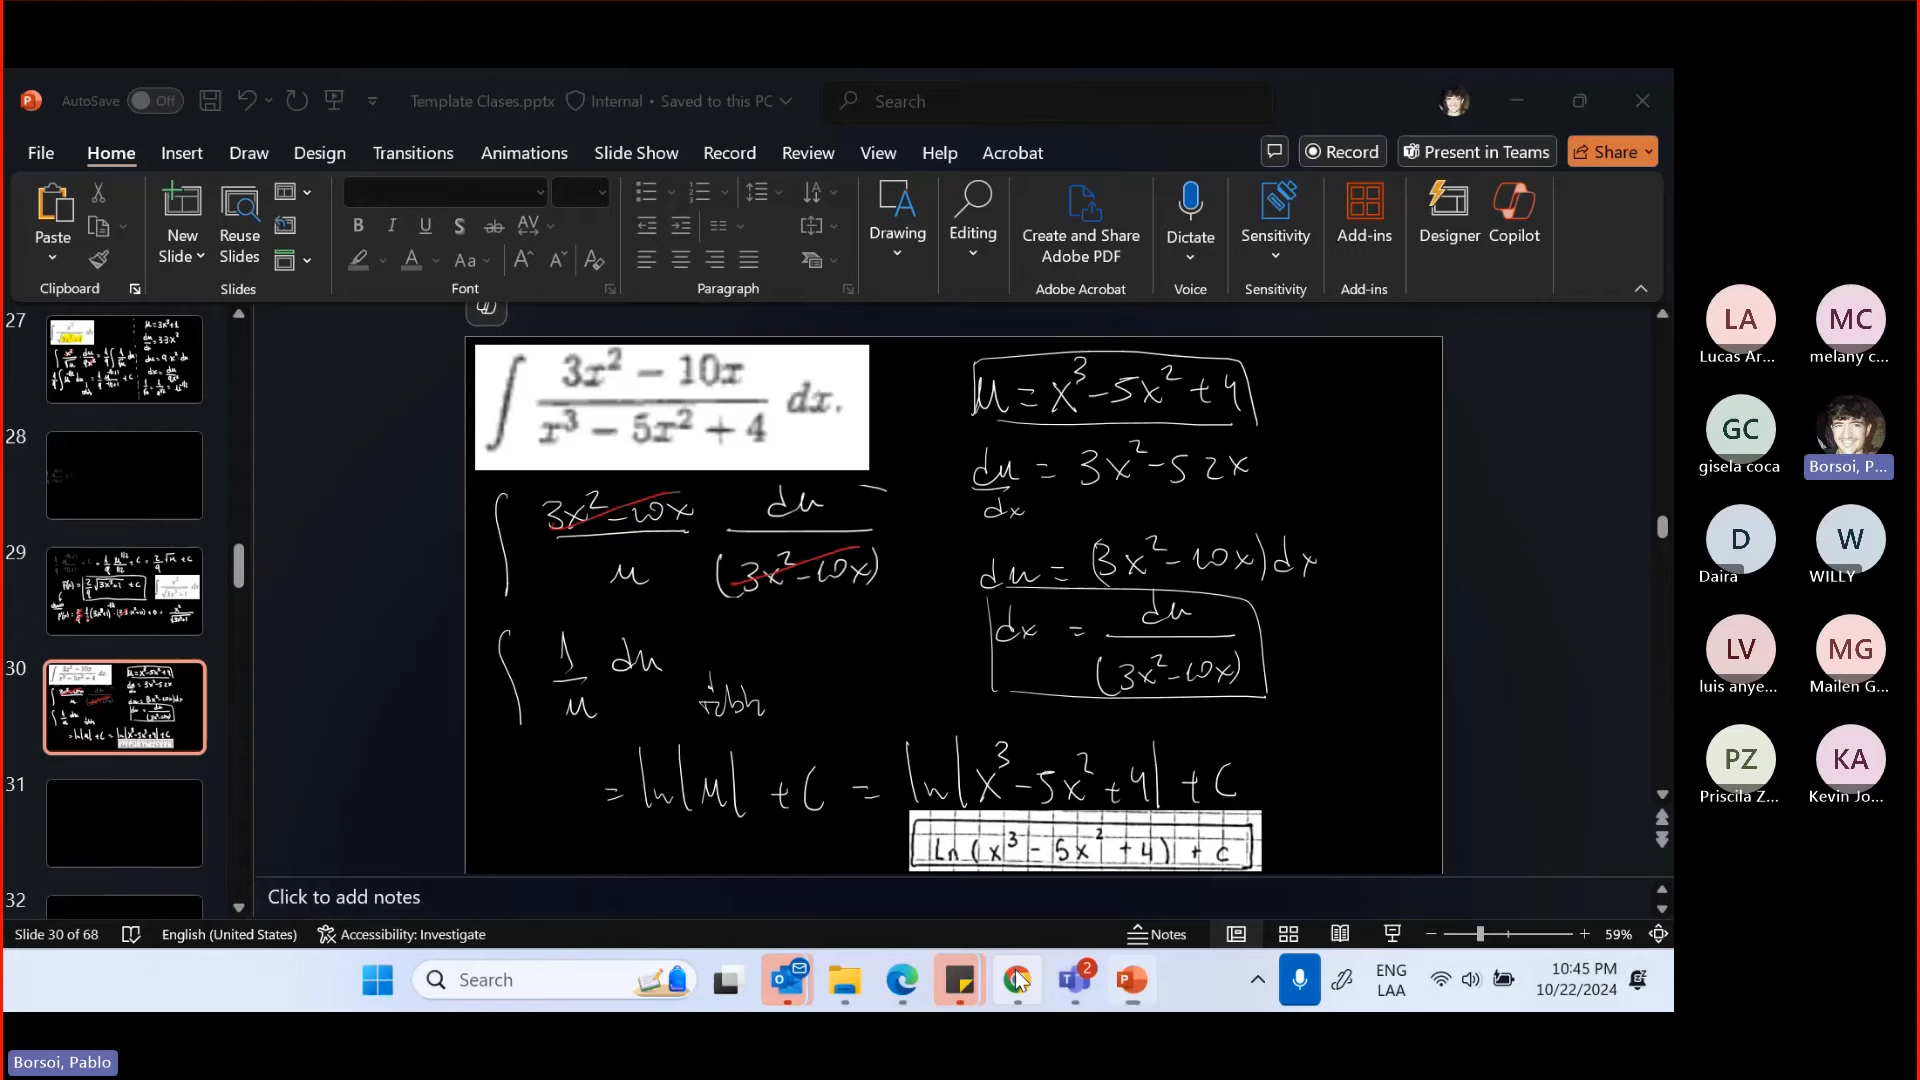 AutoSave Off Template Clases.pptx Internal • Saved to this PC Search
File Home Insert Draw Design Transitions Animations Slide Show Record Review View Help Acrobat Record Present in Teams Share
Paste New Slide Reuse Slides B I U S ab AV Aa A A A Drawing Editing Create and Share Adobe PDF Dictate Sensitivity Add-ins Designer Copilot
Clipboard Slides Font Paragraph Adobe Acrobat Voice Sensitivity Add-ins
27
28
29
30
31
32
∫ (3x² − 10x)/(x³ − 5x² + 4) dx.
u = x³ − 5x² + 4
du/dx = 3x² − 5 2x
∫ (3x² − 10x)/u du/(3x² − 10x)
du = (3x² − 10x) dx
dx = du/(3x² − 10x)
∫ 1/u du
= ln|u| + C = ln|x³ − 5x² + 4| + C
Ln (x³ − 5x² + 4) + c
Click to add notes
Slide 30 of 68 English (United States) Accessibility: Investigate Notes 59%
Search 2 ENG LAA 10:45 PM 10/22/2024
LA MC
Lucas Ar... melany c...
GC
gisela coca Borsoi, P...
D W
Daira WILLY
LV MG
luis anye... Mailen G...
PZ KA
Priscila Z... Kevin Jo...
Borsoi, Pablo